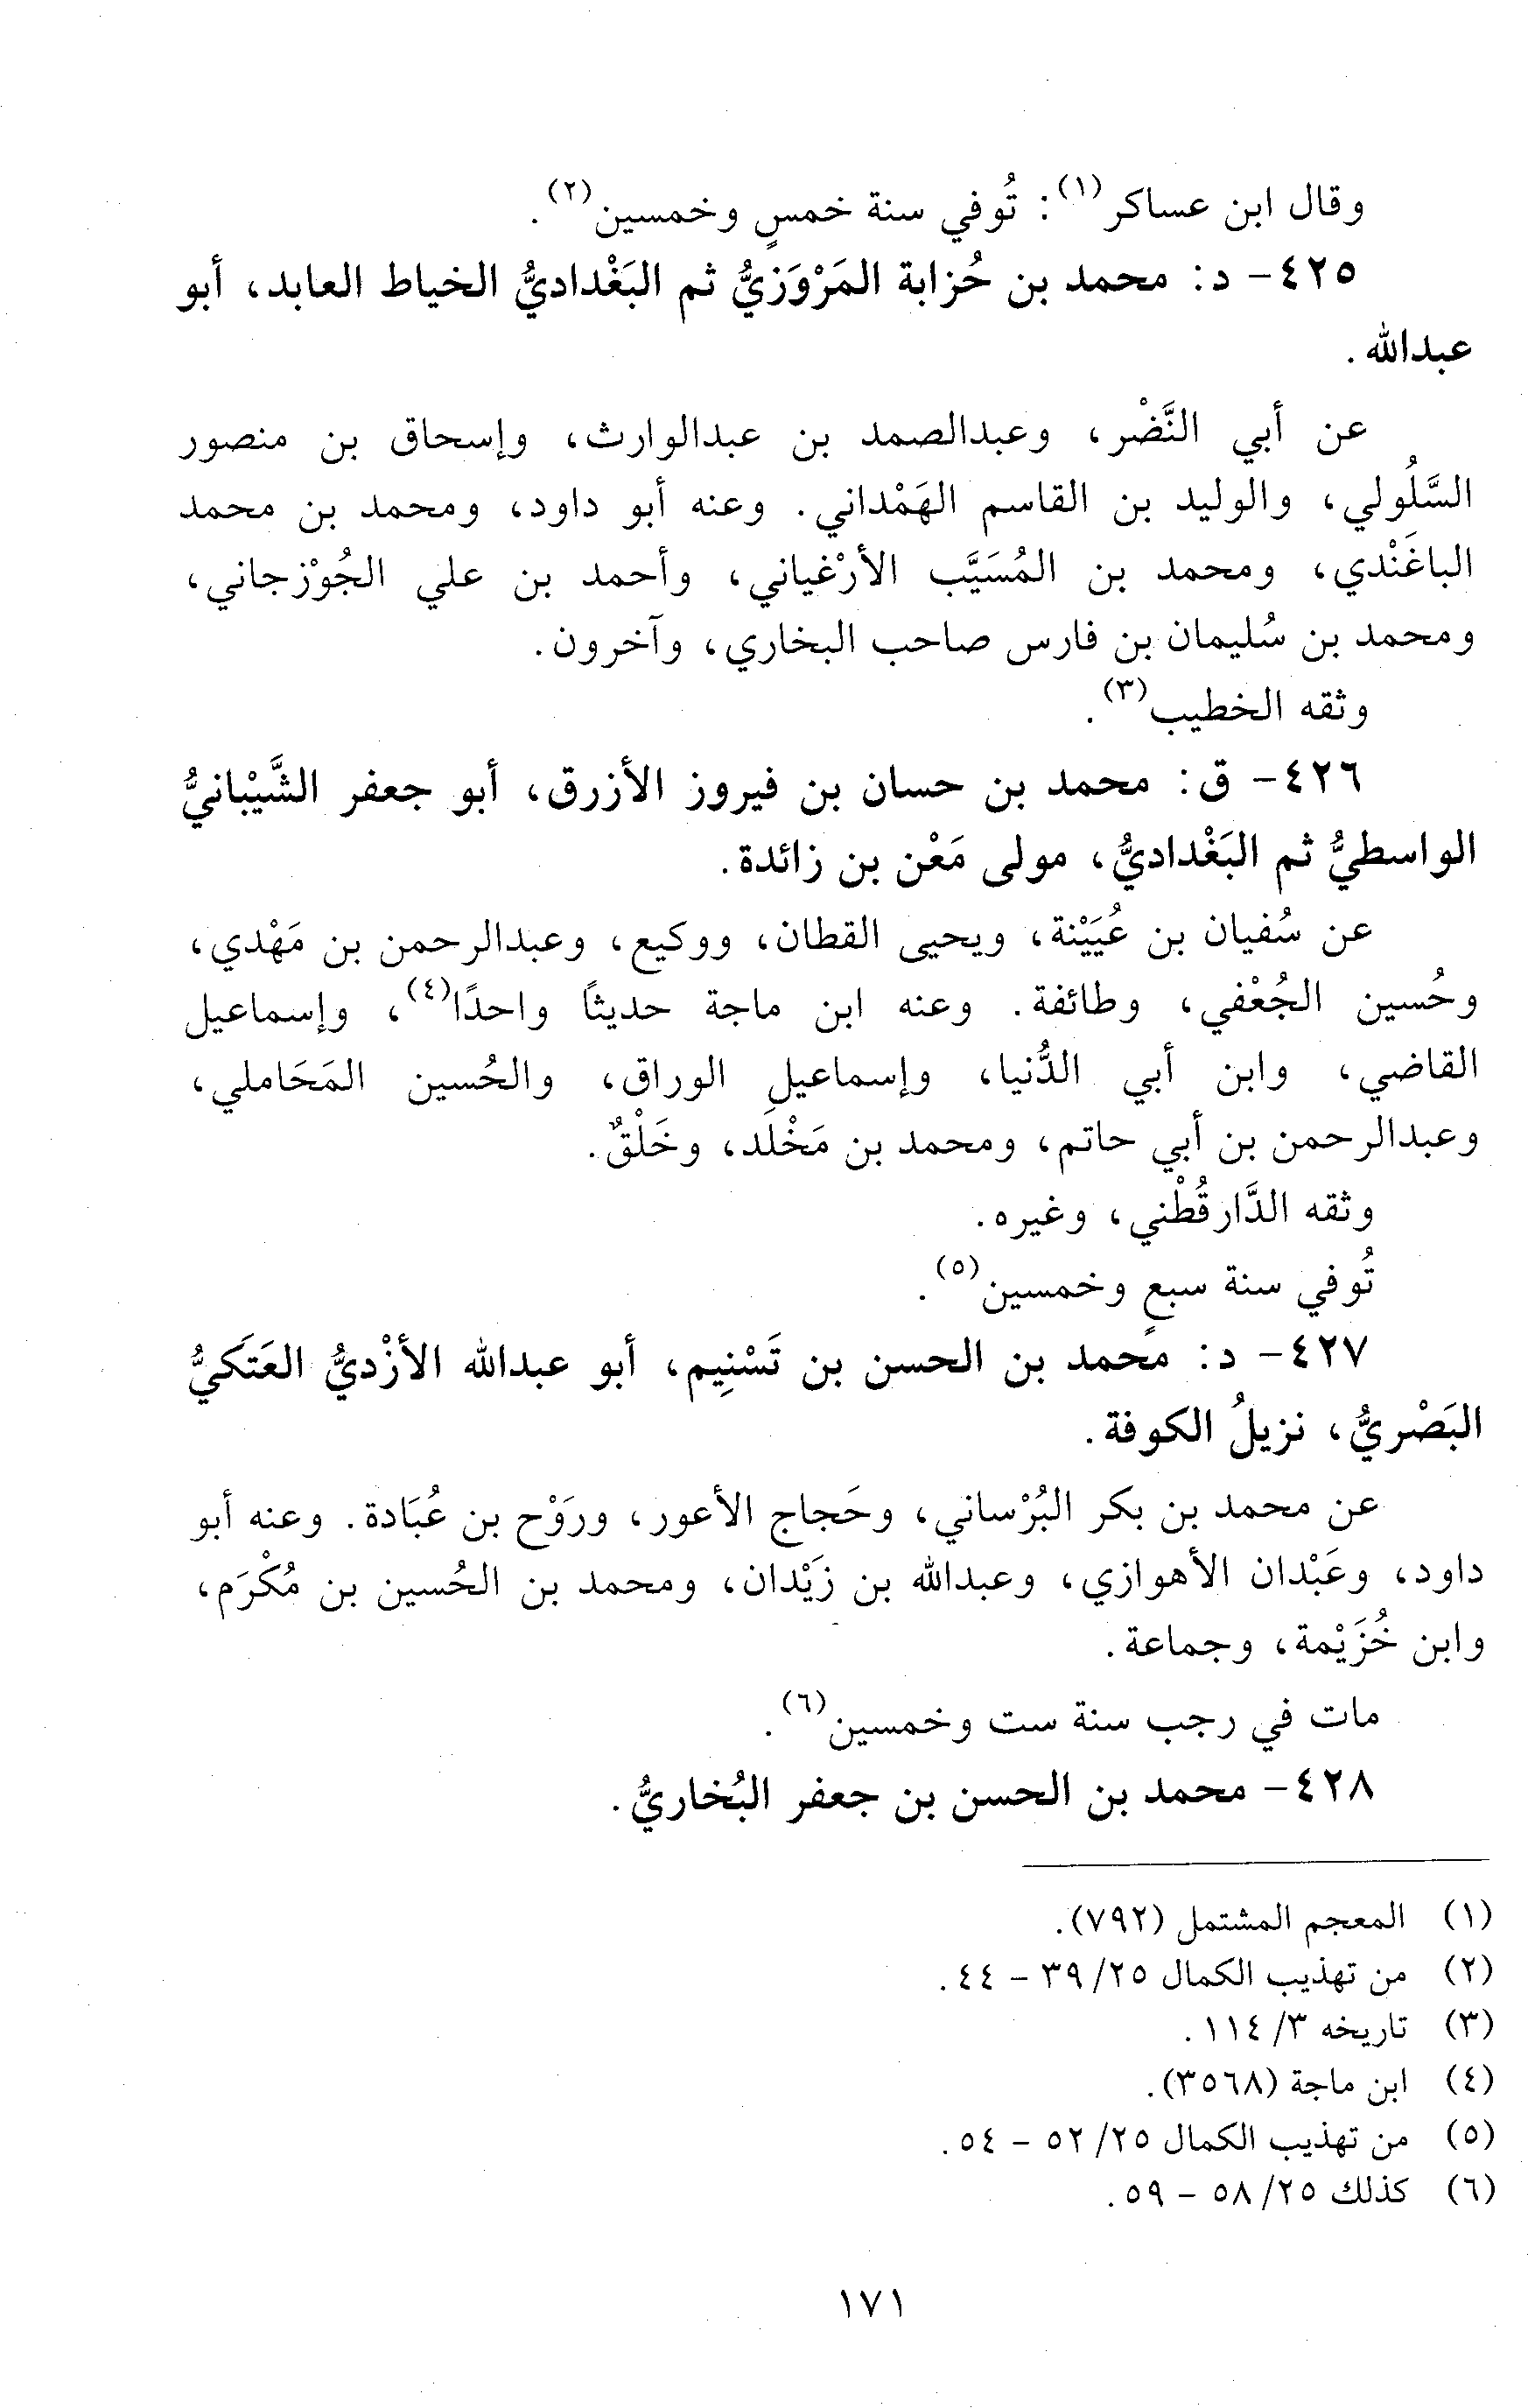 وقال ابن عساكر(١): تُوفي سنة خمسٍ وخمسين(٢).
٤٢٥- د: محمد بن حُزابة المَرْوَزيُّ ثم البَغْداديُّ الخياط العابد، أبو
عبدالله.
عن أبي النَّضْر، وعبدالصمد بن عبدالوارث، وإسحاق بن منصور
السَّلُولي، والوليد بن القاسم الهَمْداني. وعنه أبو داود، ومحمد بن محمد
الباغَنْدي، ومحمد بن المُسَيَّب الأرْغياني، وأحمد بن علي الجُوْزجاني،
ومحمد بن سُليمان بن فارس صاحب البخاري، وآخرون.
وثقه الخطيب(٣).
٤٢٦- ق: محمد بن حسان بن فيروز الأزرق، أبو جعفر الشَّيْبانيُّ
الواسطيُّ ثم البَغْداديُّ، مولى مَعْن بن زائدة.
عن سُفيان بن عُيَيْنة، ويحيى القطان، ووكيع، وعبدالرحمن بن مَهْدي،
وحُسين الجُعْفي، وطائفة. وعنه ابن ماجة حديثًا واحدًا(٤)، وإسماعيل
القاضي، وابن أبي الدُّنيا، وإسماعيل الوراق، والحُسين المَحَاملي،
وعبدالرحمن بن أبي حاتم، ومحمد بن مَخْلَد، وخَلْقٌ.
وثقه الدَّارقُطْني، وغيره.
تُوفي سنة سبعٍ وخمسين(٥).
٤٢٧- د: محمد بن الحسن بن تَسْنِيم، أبو عبدالله الأزْديُّ العَتَكيُّ
البَصْريُّ، نزيلُ الكوفة.
عن محمد بن بكر البُرْساني، وحَجاج الأعور، ورَوْح بن عُبَادة. وعنه أبو
داود، وعَبْدان الأهوازي، وعبدالله بن زَيْدان، ومحمد بن الحُسين بن مُكْرَم،
وابن خُزَيْمة، وجماعة.
مات في رجب سنة ست وخمسين(٦).
٤٢٨- محمد بن الحسن بن جعفر البُخاريُّ.
(١) المعجم المشتمل (٧٩٢).
(٢) من تهذيب الكمال ٢٥/ ٣٩ - ٤٤.
(٣) تاريخه ٣/ ١١٤.
(٤) ابن ماجة (٣٥٦٨).
(٥) من تهذيب الكمال ٢٥/ ٥٢ - ٥٤.
(٦) كذلك ٢٥/ ٥٨ - ٥٩.
١٧١